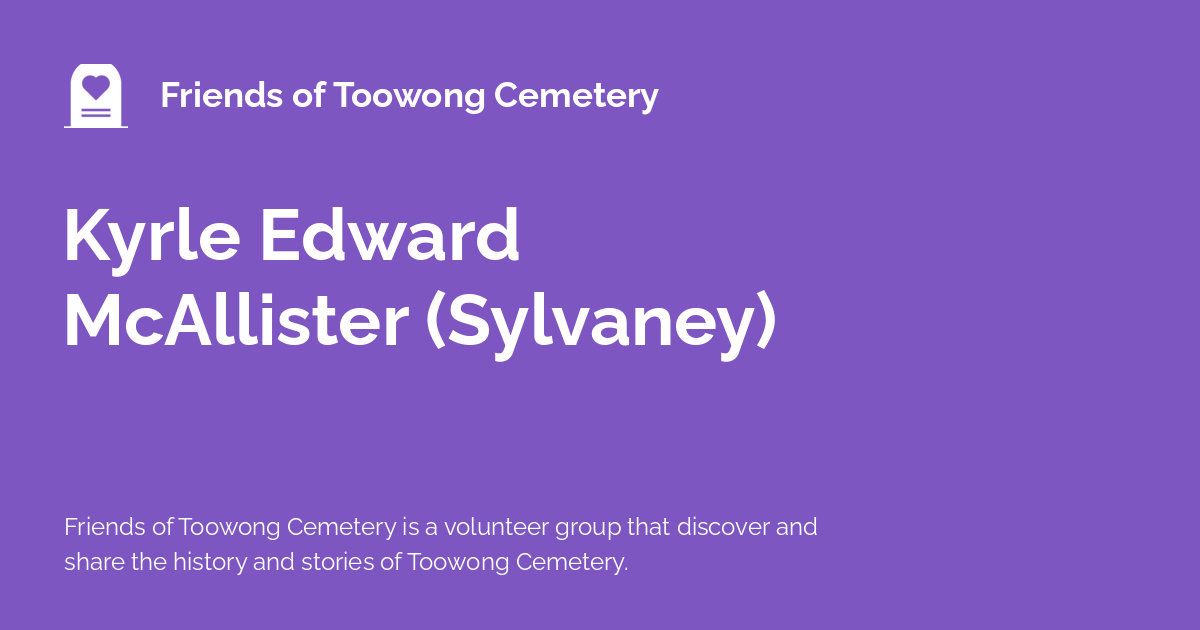 Friends of Toowong Cemetery
Kyrle Edward
McAllister (Sylvaney)
Friends of Toowong Cemetery is a volunteer group that discover and
share the history and stories of Toowong Cemetery.